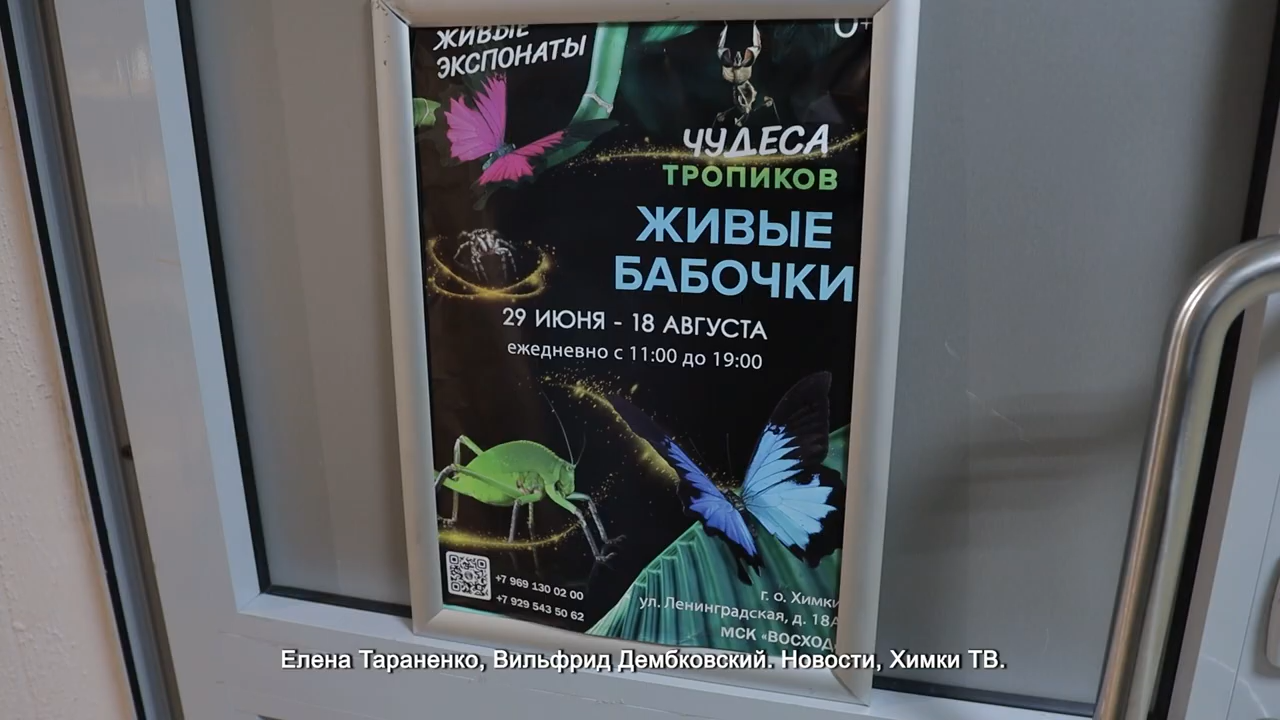 ЖИВЫЕ
ЭКСПОНАТЫ
0+
ЧУДЕСА
ТРОПИКОВ
ЖИВЫЕ
БАБОЧКИ
29 ИЮНЯ - 18 АВГУСТА
ежедневно с 11:00 до 19:00
+7 969 130 02 00
+7 929 543 50 62
г. о. Химки
ул. Ленинградская, д. 18А
МСК «ВОСХОД
Елена Тараненко, Вильфрид Дембковский. Новости, Химки ТВ.